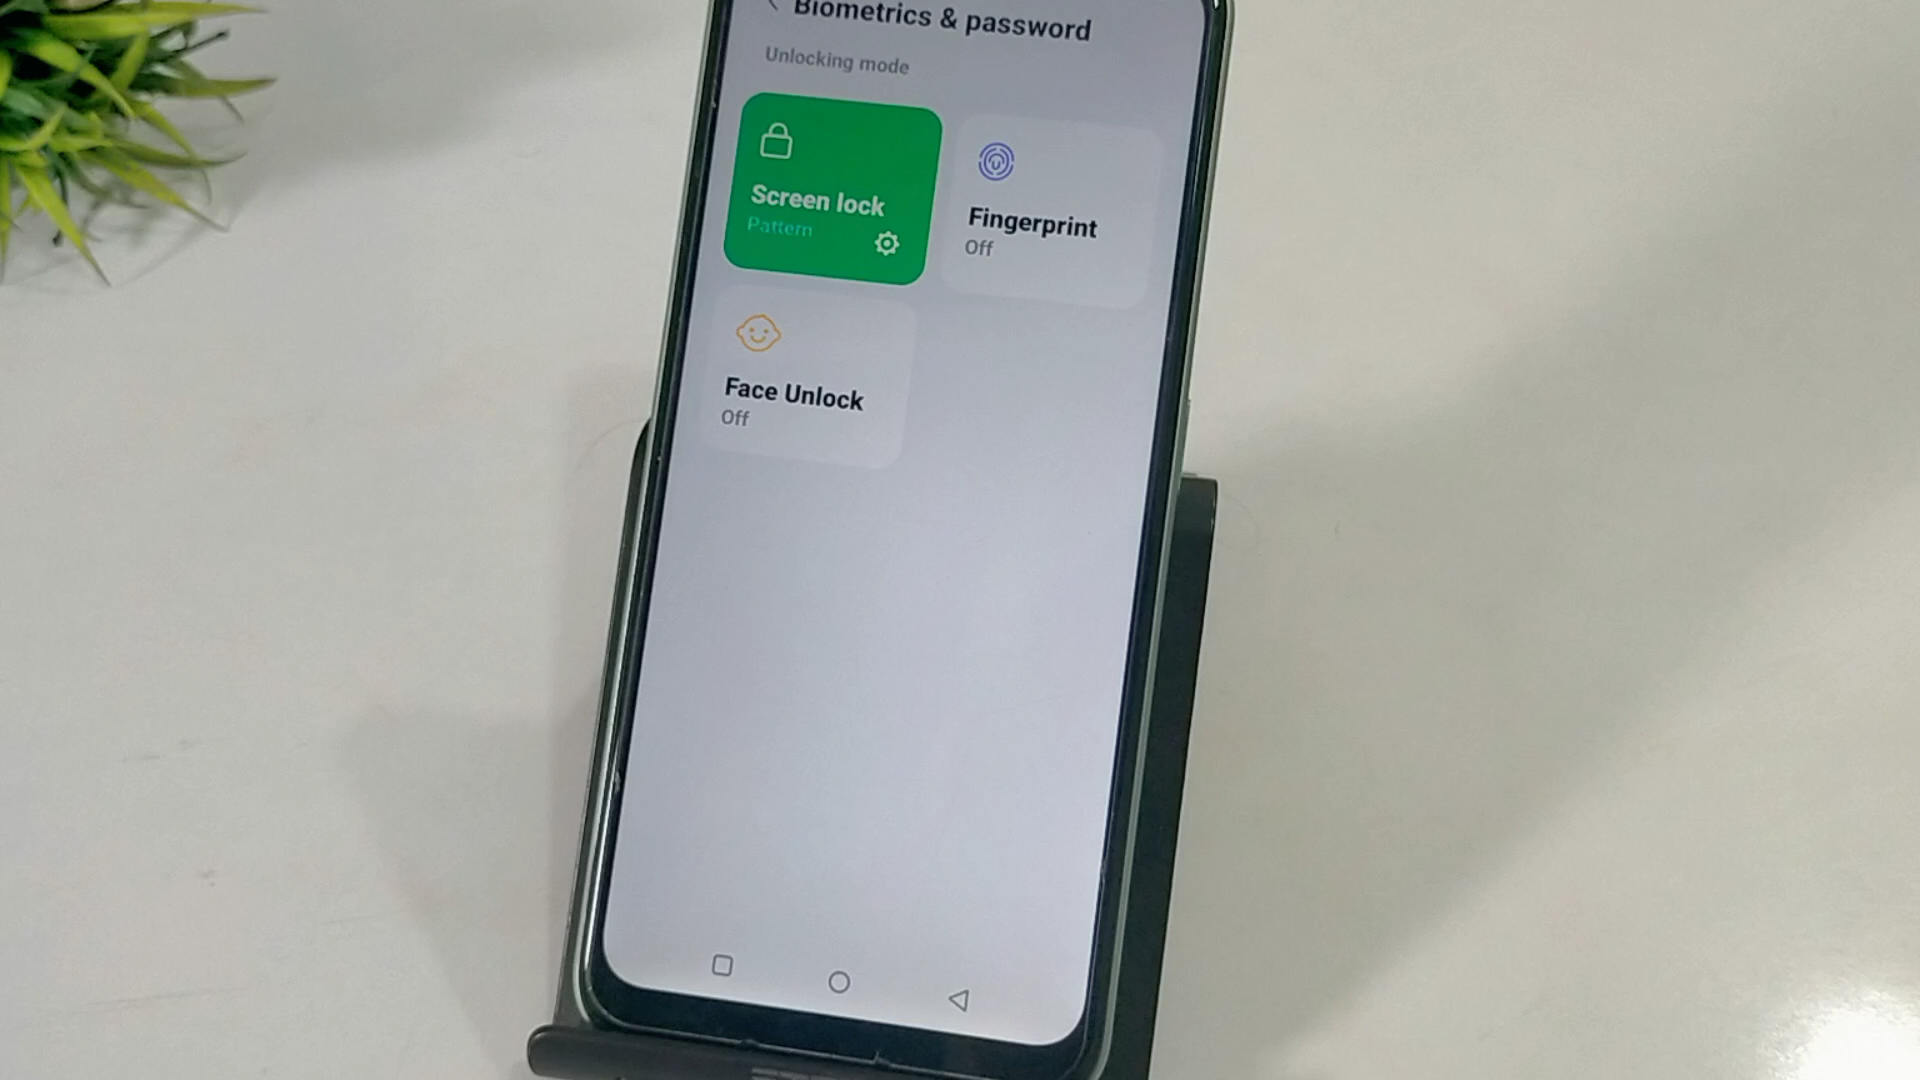 Biometrics & password
Unlocking mode
Screen lock
Pattern
Fingerprint
Off
Face Unlock
Off